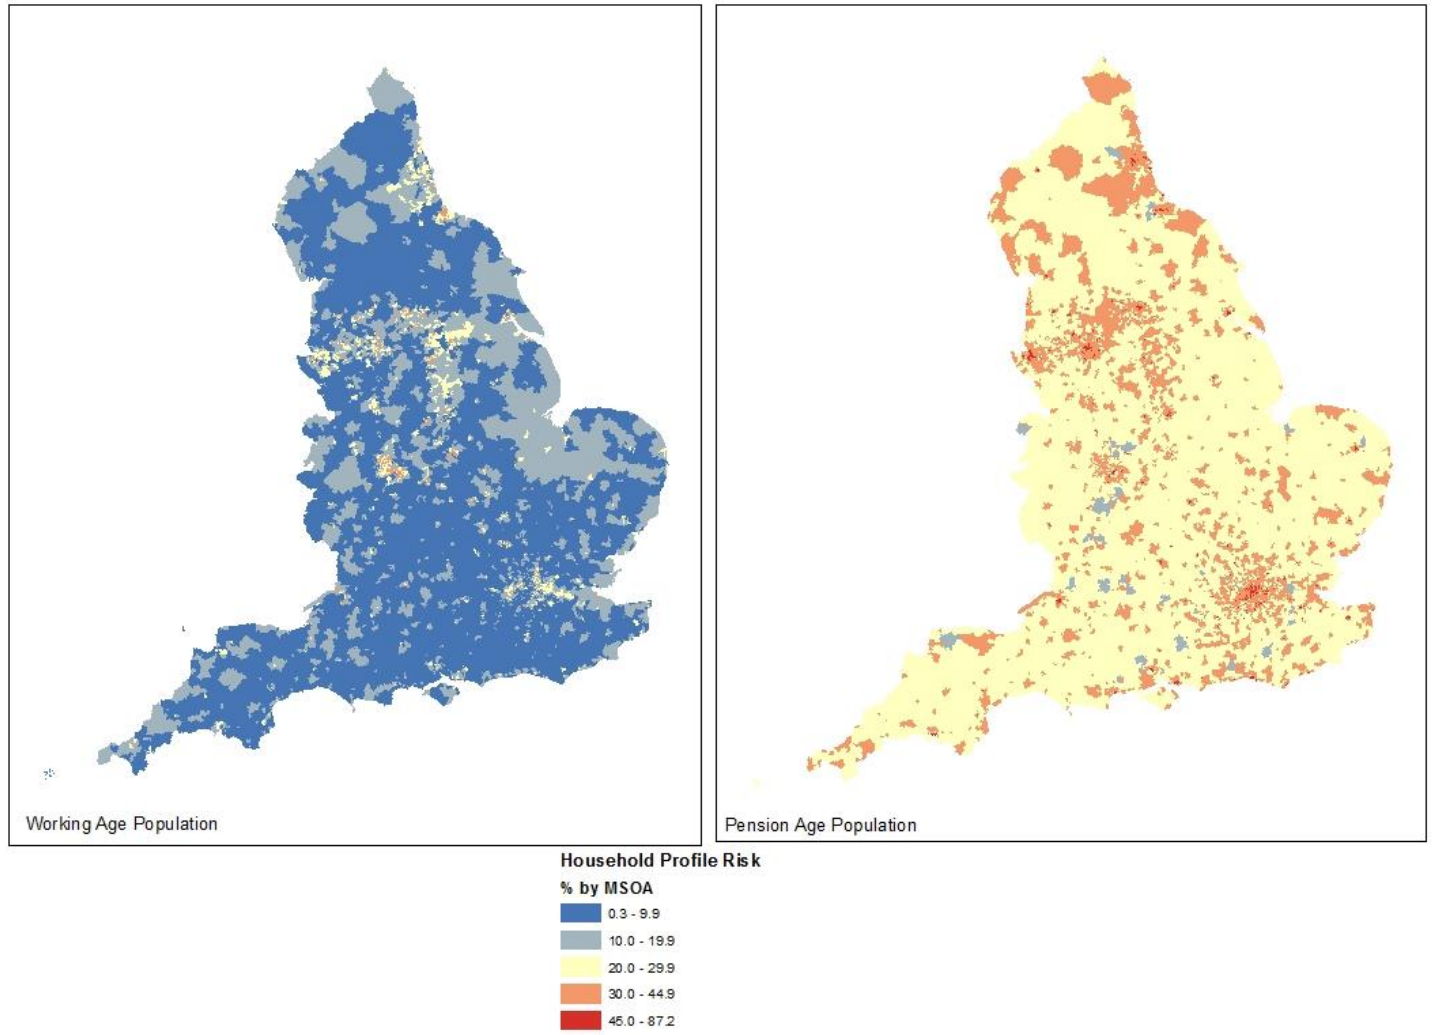 Working Age Population
Pension Age Population
Household Profile Risk
% by MSOA
0.3 - 9.9
10.0 - 19.9
20.0 - 29.9
30.0 - 44.9
45.0 - 87.2